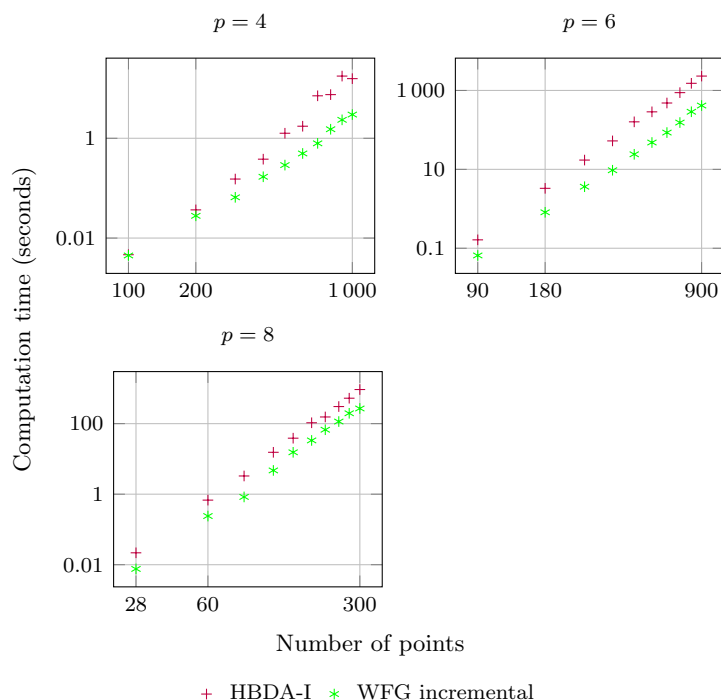 p = 4
p = 6
1
0.01
100
200
1 000
1 000
10
0.1
90
180
900
p = 8
100
1
0.01
28
60
300
Computation time (seconds)
Number of points
HBDA-I
WFG incremental